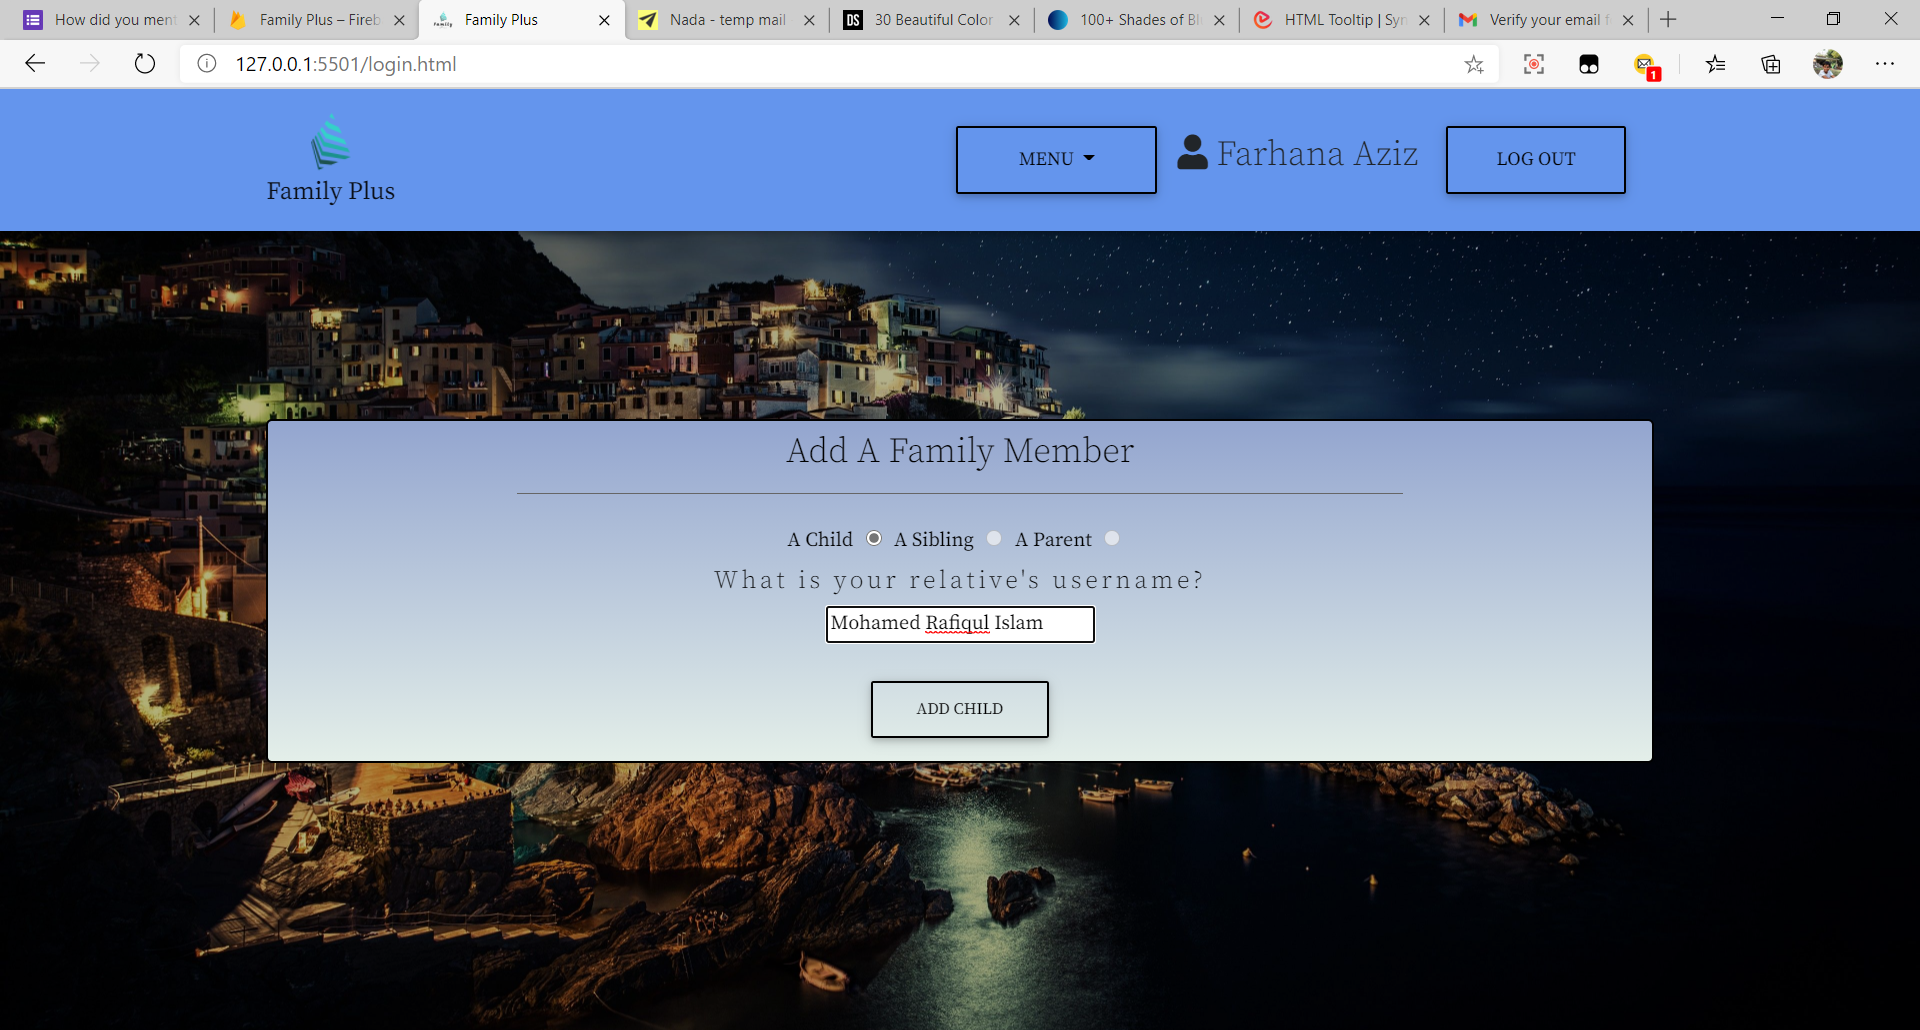 How did you ment
Family Plus – Fireb
Family Plus
Nada - temp mail
30 Beautiful Color
100+ Shades of Bl
HTML Tooltip | Syn
Verify your email f
127.0.0.1:5501/login.html
1
Family Plus
MENU
Farhana Aziz
LOG OUT
Add A Family Member
A Child A Sibling A Parent
What is your relative's username?
Mohamed Rafiqul Islam
ADD CHILD